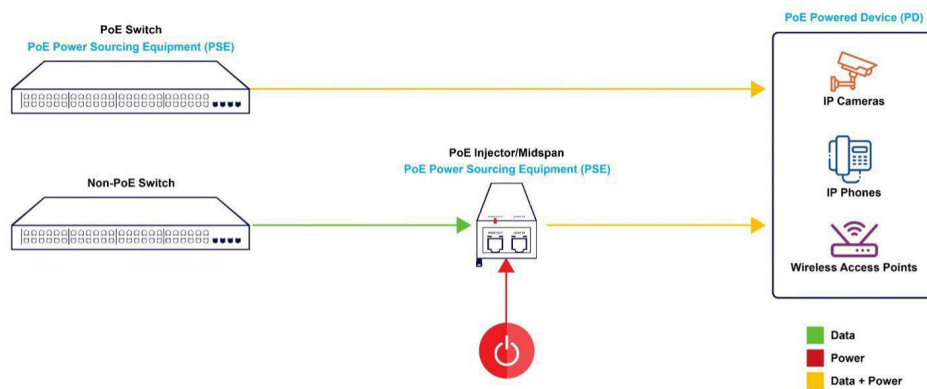 PoE Switch
PoE Power Sourcing Equipment (PSE)
PoE Powered Device (PD)
IP Cameras
PoE Injector/Midspan
PoE Power Sourcing Equipment (PSE)
Non-PoE Switch
IP Phones
Wireless Access Points
Data
Power
Data + Power